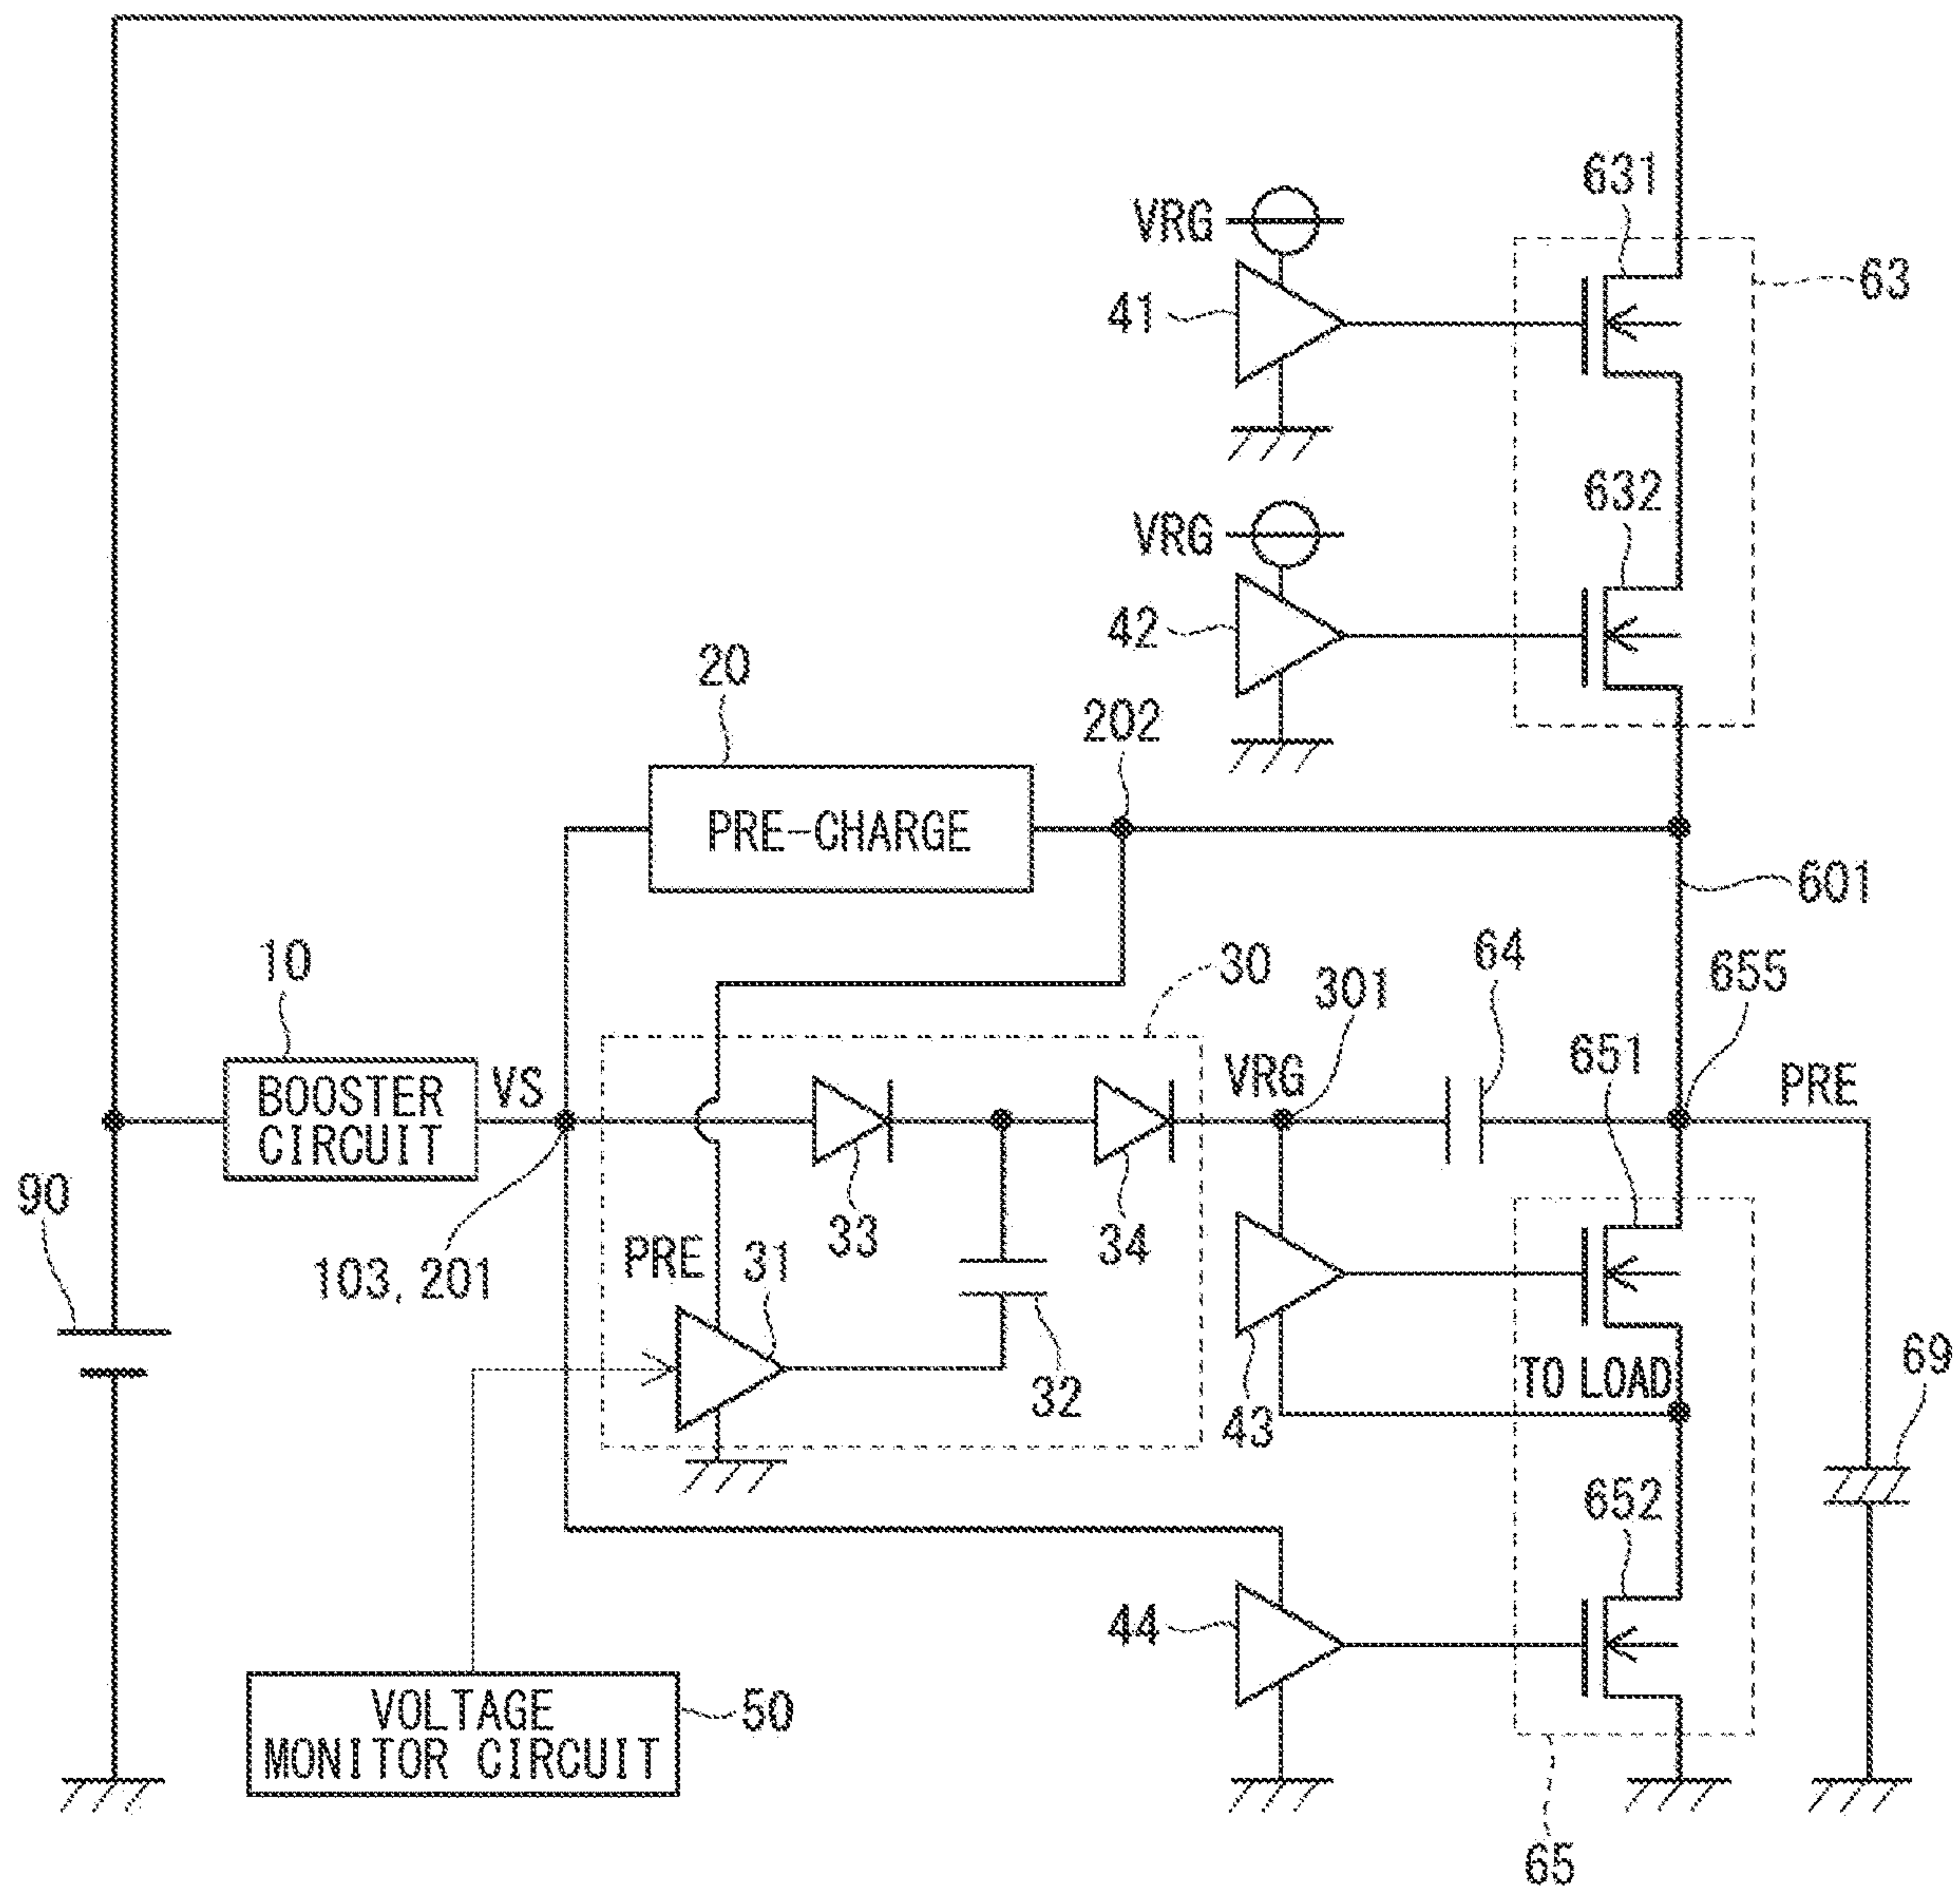 631
VRG
63
41
632
VRG
42
20
202
PRE-CHARGE
601
10
30
64
301
655
651
VRG
PRE
VS
BOOSTER
CIRCUIT
90
33
34
PRE
31
103, 201
TO LOAD
69
32
43
652
44
50
VOLTAGE
MONITOR CIRCUIT
65